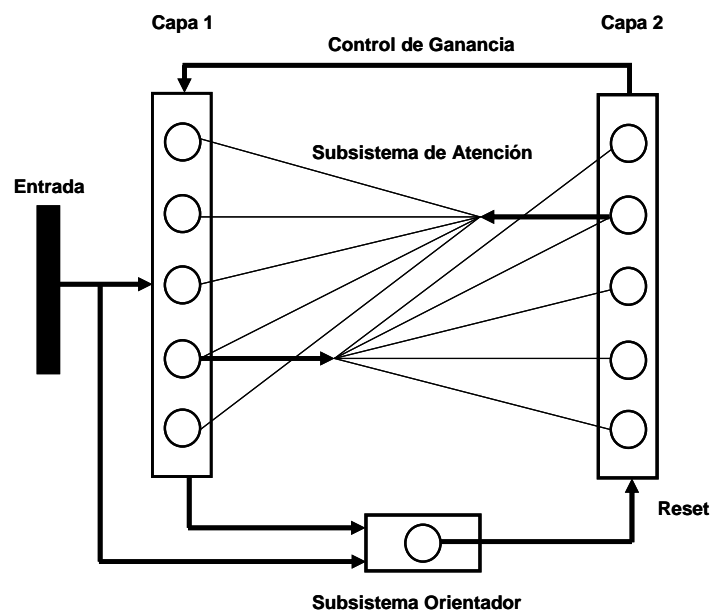 Capa 1
Capa 2
Control de Ganancia
Subsistema de Atención
Entrada
Reset
Subsistema Orientador